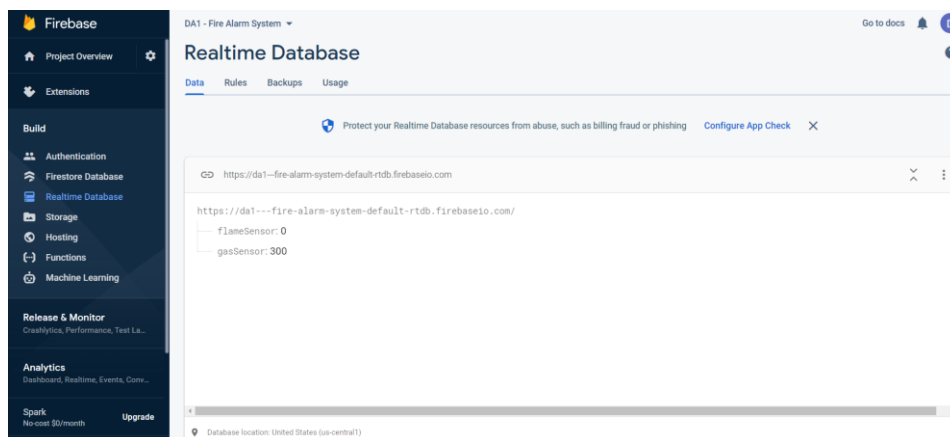 Firebase
Project Overview
Extensions
Build
Authentication
Firestore Database
Realtime Database
Storage
Hosting
Functions
Machine Learning
Release & Monitor
Crashlytics, Performance, Test La...
Analytics
Dashboard, Realtime, Events, Conv...
Spark
No-cost $0/month
Upgrade
DA1 - Fire Alarm System
Go to docs
Realtime Database
Data Rules Backups Usage
Protect your Realtime Database resources from abuse, such as billing fraud or phishing Configure App Check
https://da1---fire-alarm-system-default-rtdb.firebaseio.com
https://da1---fire-alarm-system-default-rtdb.firebaseio.com/
flameSensor: 0
gasSensor: 300
Database location: United States (us-central1)